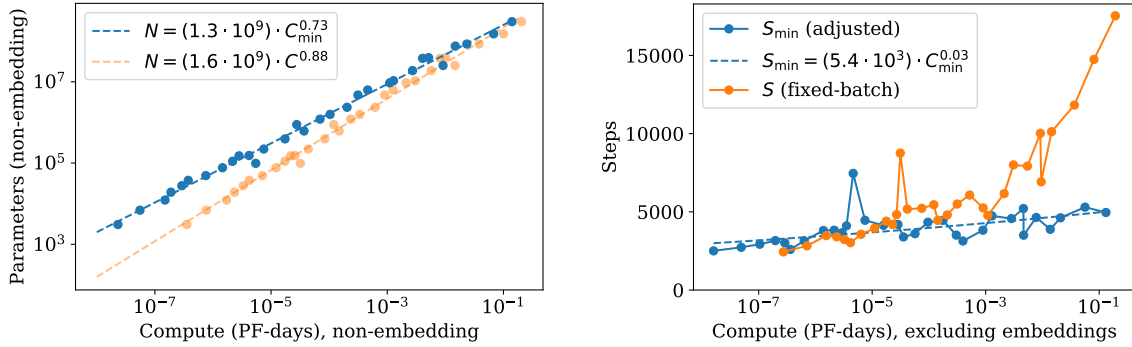 Parameters (non-embedding)
10^7
10^5
10^3
N = (1.3 · 10^9) · C_min^0.73
N = (1.6 · 10^9) · C^0.88
10^−7
10^−5
10^−3
10^−1
Compute (PF-days), non-embedding
Steps
15000
10000
5000
0
S_min (adjusted)
S_min = (5.4 · 10^3) · C_min^0.03
S (fixed-batch)
10^−7
10^−5
10^−3
10^−1
Compute (PF-days), excluding embeddings